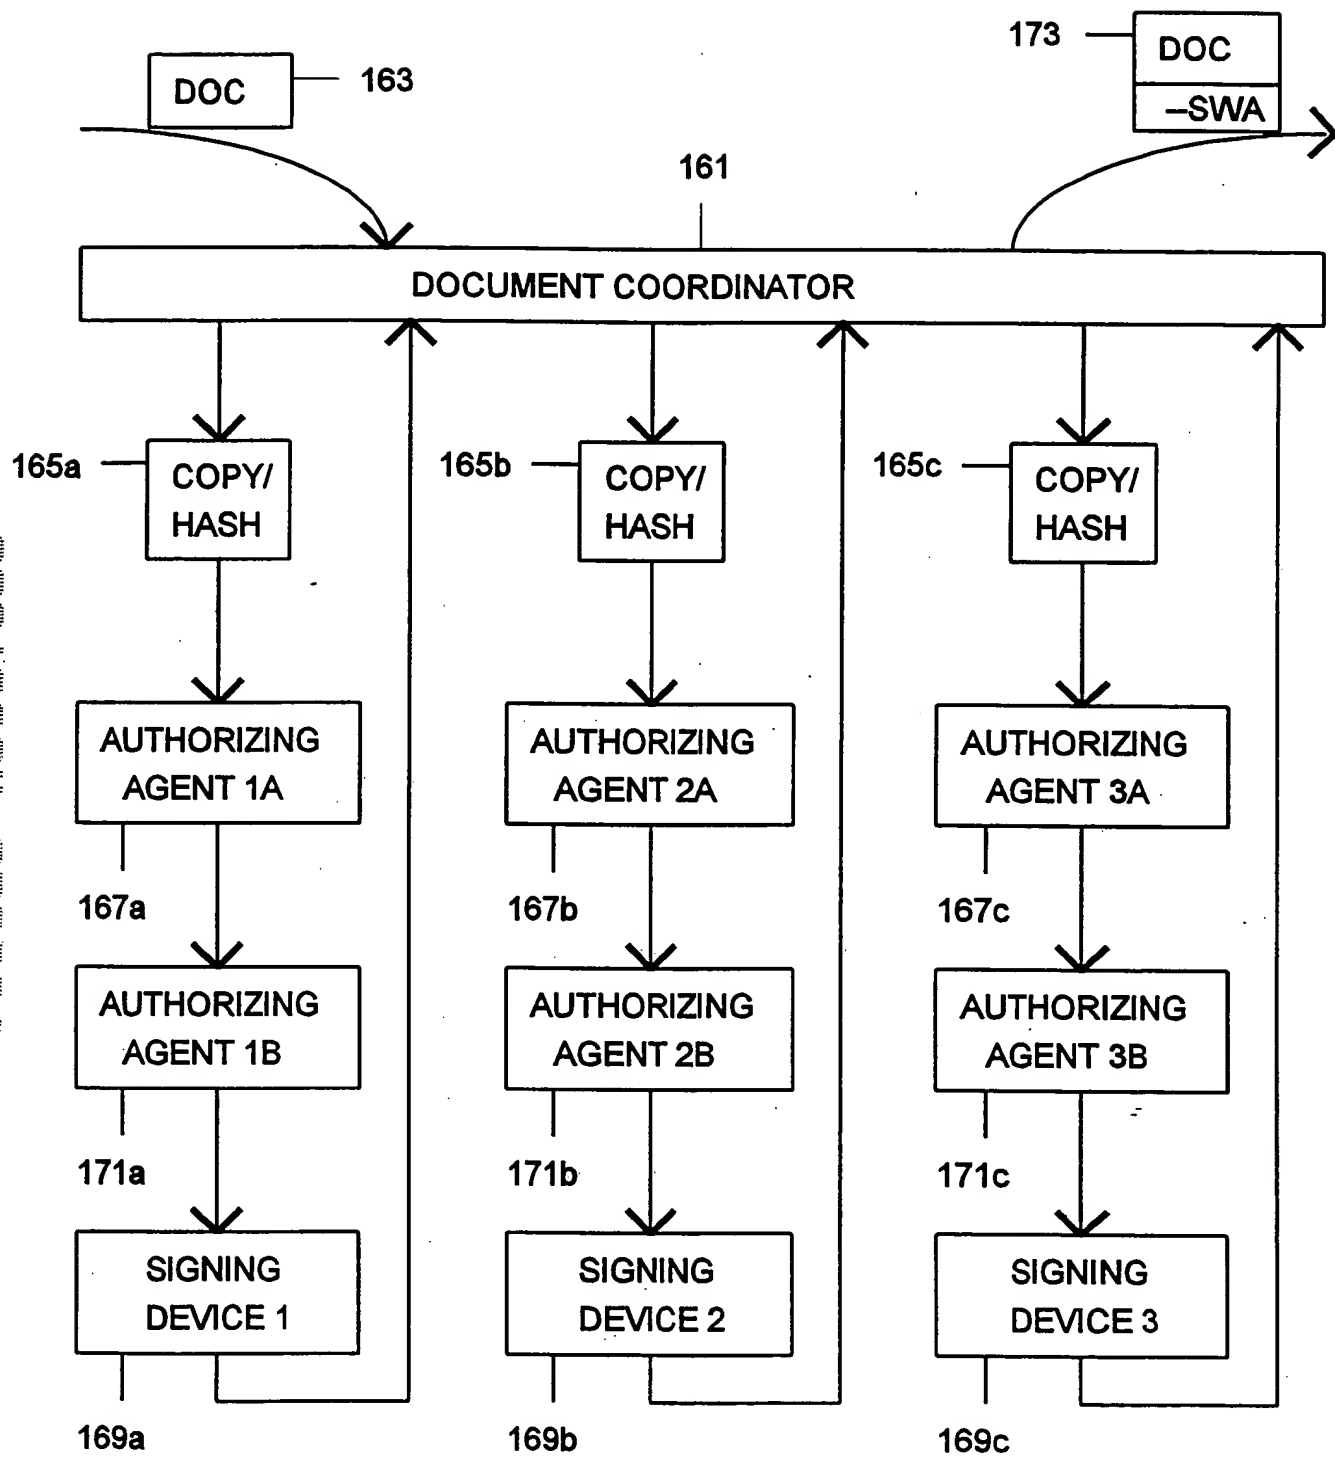 DOC
163
173
DOC
–SWA
161
DOCUMENT COORDINATOR
165a
COPY/
HASH
165b
COPY/
HASH
165c
COPY/
HASH
AUTHORIZING
AGENT 1A
AUTHORIZING
AGENT 2A
AUTHORIZING
AGENT 3A
167a
167b
167c
AUTHORIZING
AGENT 1B
AUTHORIZING
AGENT 2B
AUTHORIZING
AGENT 3B
171a
171b
171c
SIGNING
DEVICE 1
SIGNING
DEVICE 2
SIGNING
DEVICE 3
169a
169b
169c